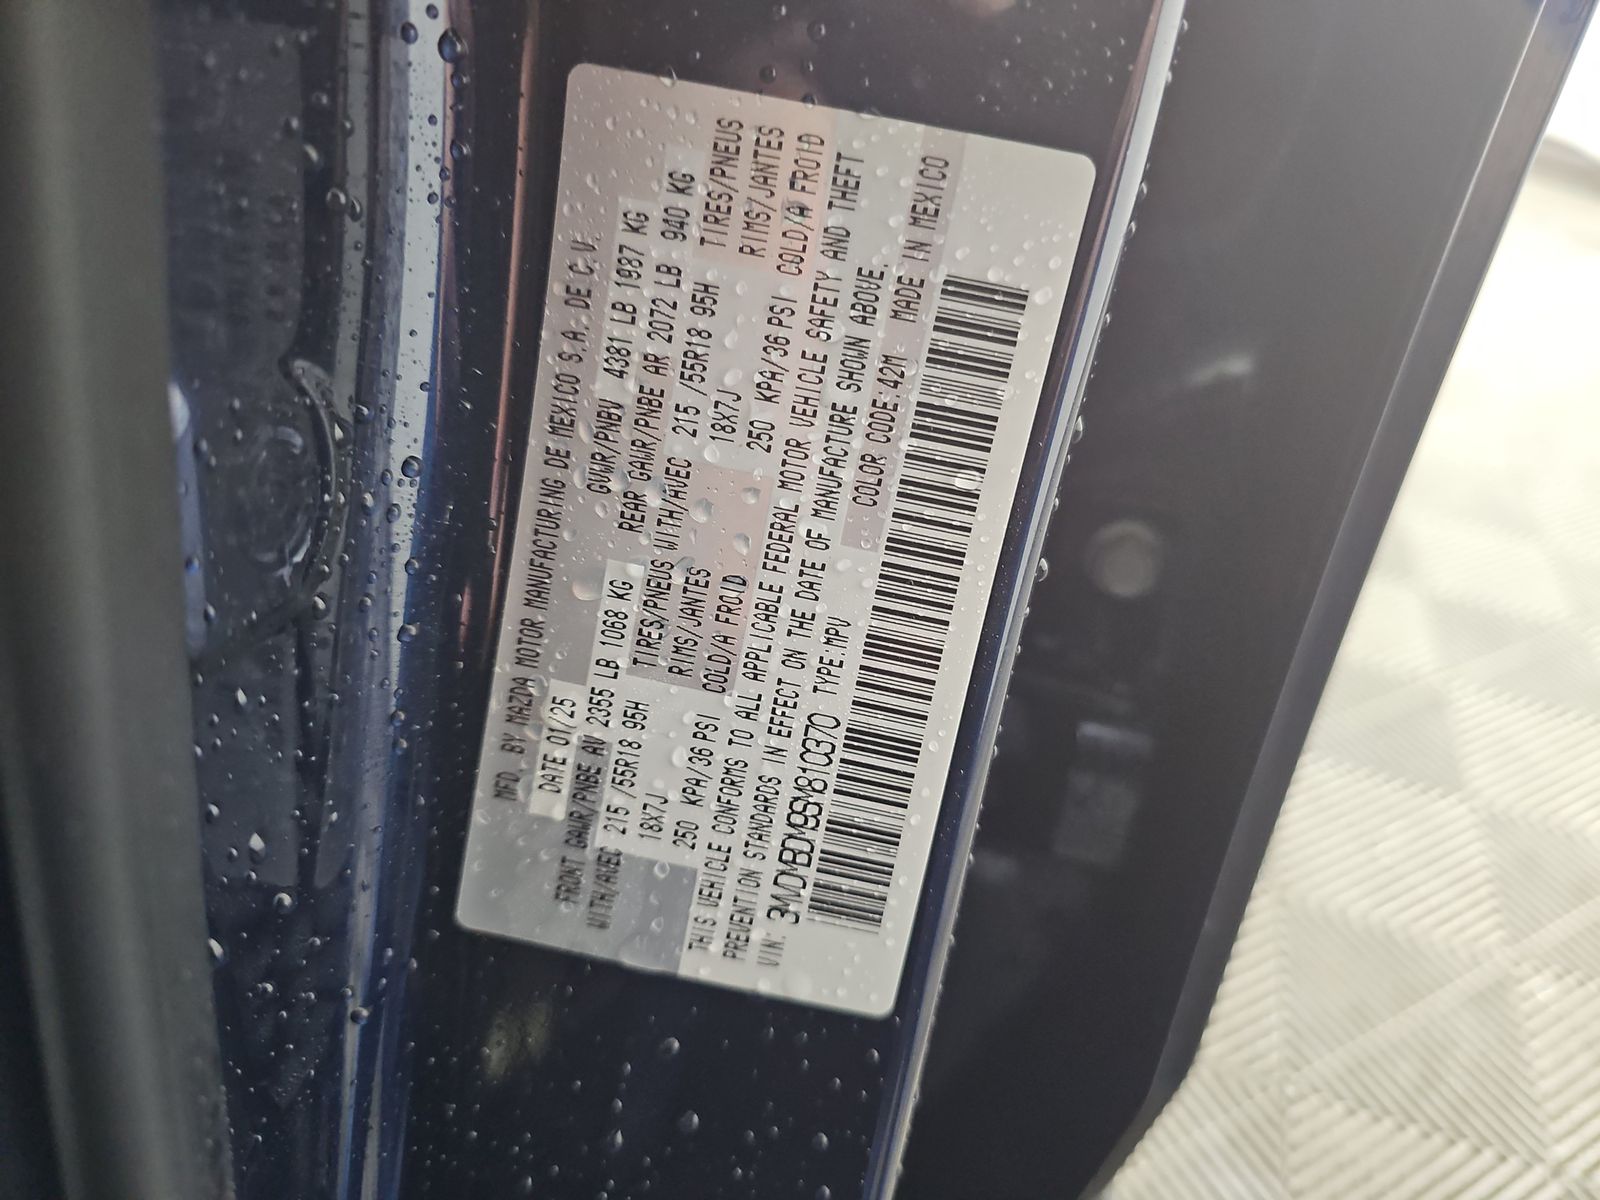 MFD. BY MAZDA MOTOR MANUFACTURING DE MEXICO S.A. DE C.V.
DATE 01/25 GVWR/PNBV 4381 LB 1987 KG
FRONT GAWR/PNBE AV 2355 LB 1068 KG REAR GAWR/PNBE AR 2072 LB 940 KG
WITH/AVEC 215 /55R18 95H TIRES/PNEUS WITH/AVEC 215 /55R18 95H TIRES/PNEUS
18X7J RIMS/JANTES 18X7J RIMS/JANTES
250 KPA/36 PSI COLD/A FROID 250 KPA/36 PSI COLD/A FROID
THIS VEHICLE CONFORMS TO ALL APPLICABLE FEDERAL MOTOR VEHICLE SAFETY AND THEFT
PREVENTION STANDARDS IN EFFECT ON THE DATE OF MANUFACTURE SHOWN ABOVE.
VIN: 3MVDMBDM9SM810370 TYPE:MPV COLOR CODE:42M MADE IN MEXICO